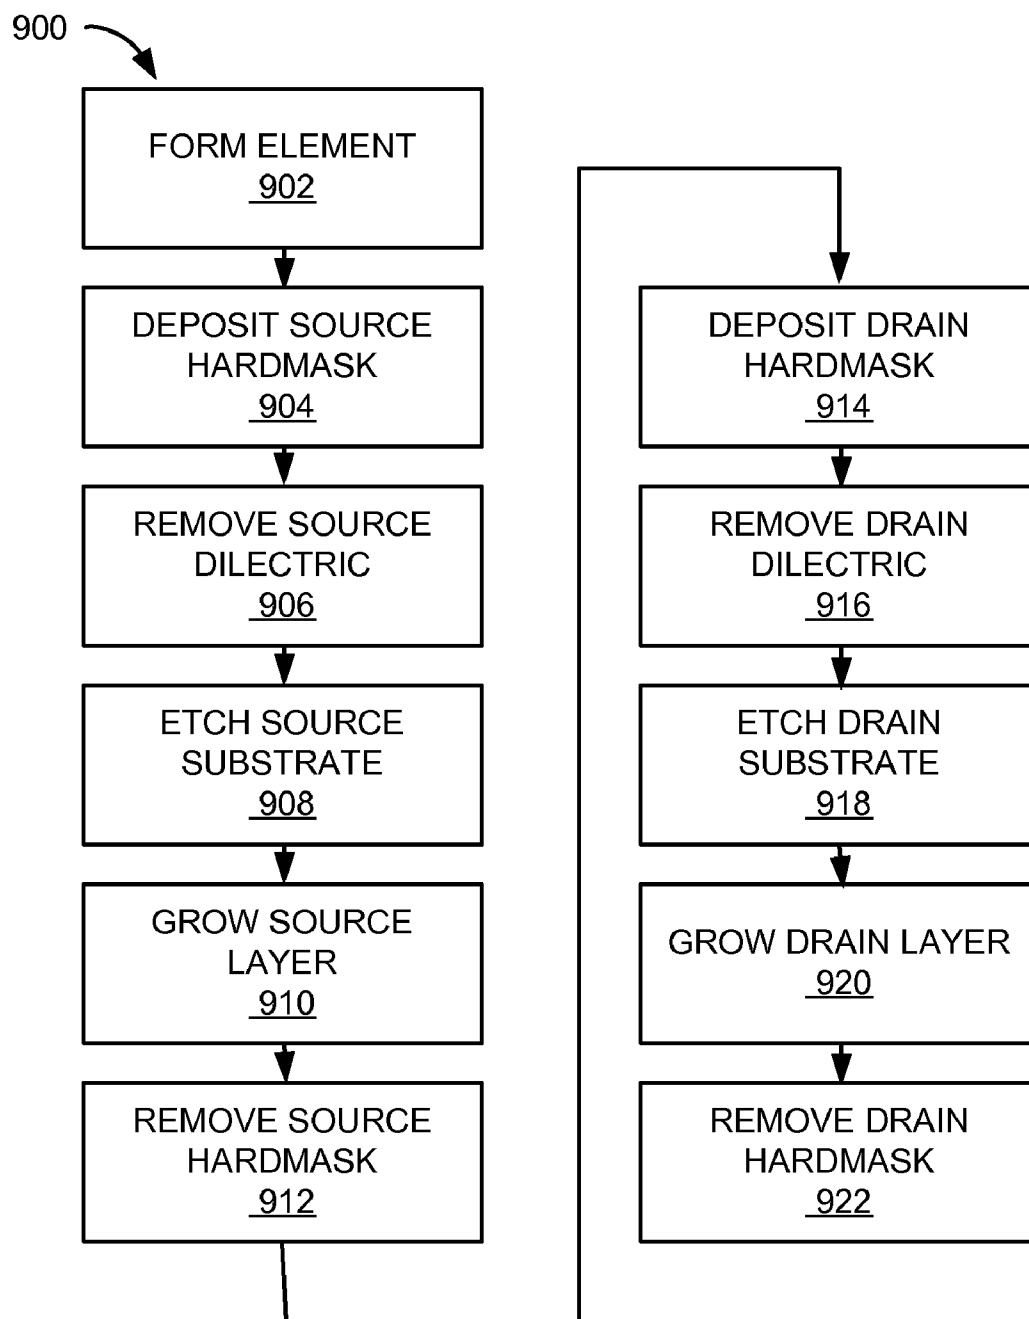 900
FORM ELEMENT
902
DEPOSIT SOURCE
HARDMASK
904
REMOVE SOURCE
DILECTRIC
906
ETCH SOURCE
SUBSTRATE
908
GROW SOURCE
LAYER
910
REMOVE SOURCE
HARDMASK
912
DEPOSIT DRAIN
HARDMASK
914
REMOVE DRAIN
DILECTRIC
916
ETCH DRAIN
SUBSTRATE
918
GROW DRAIN LAYER
920
REMOVE DRAIN
HARDMASK
922